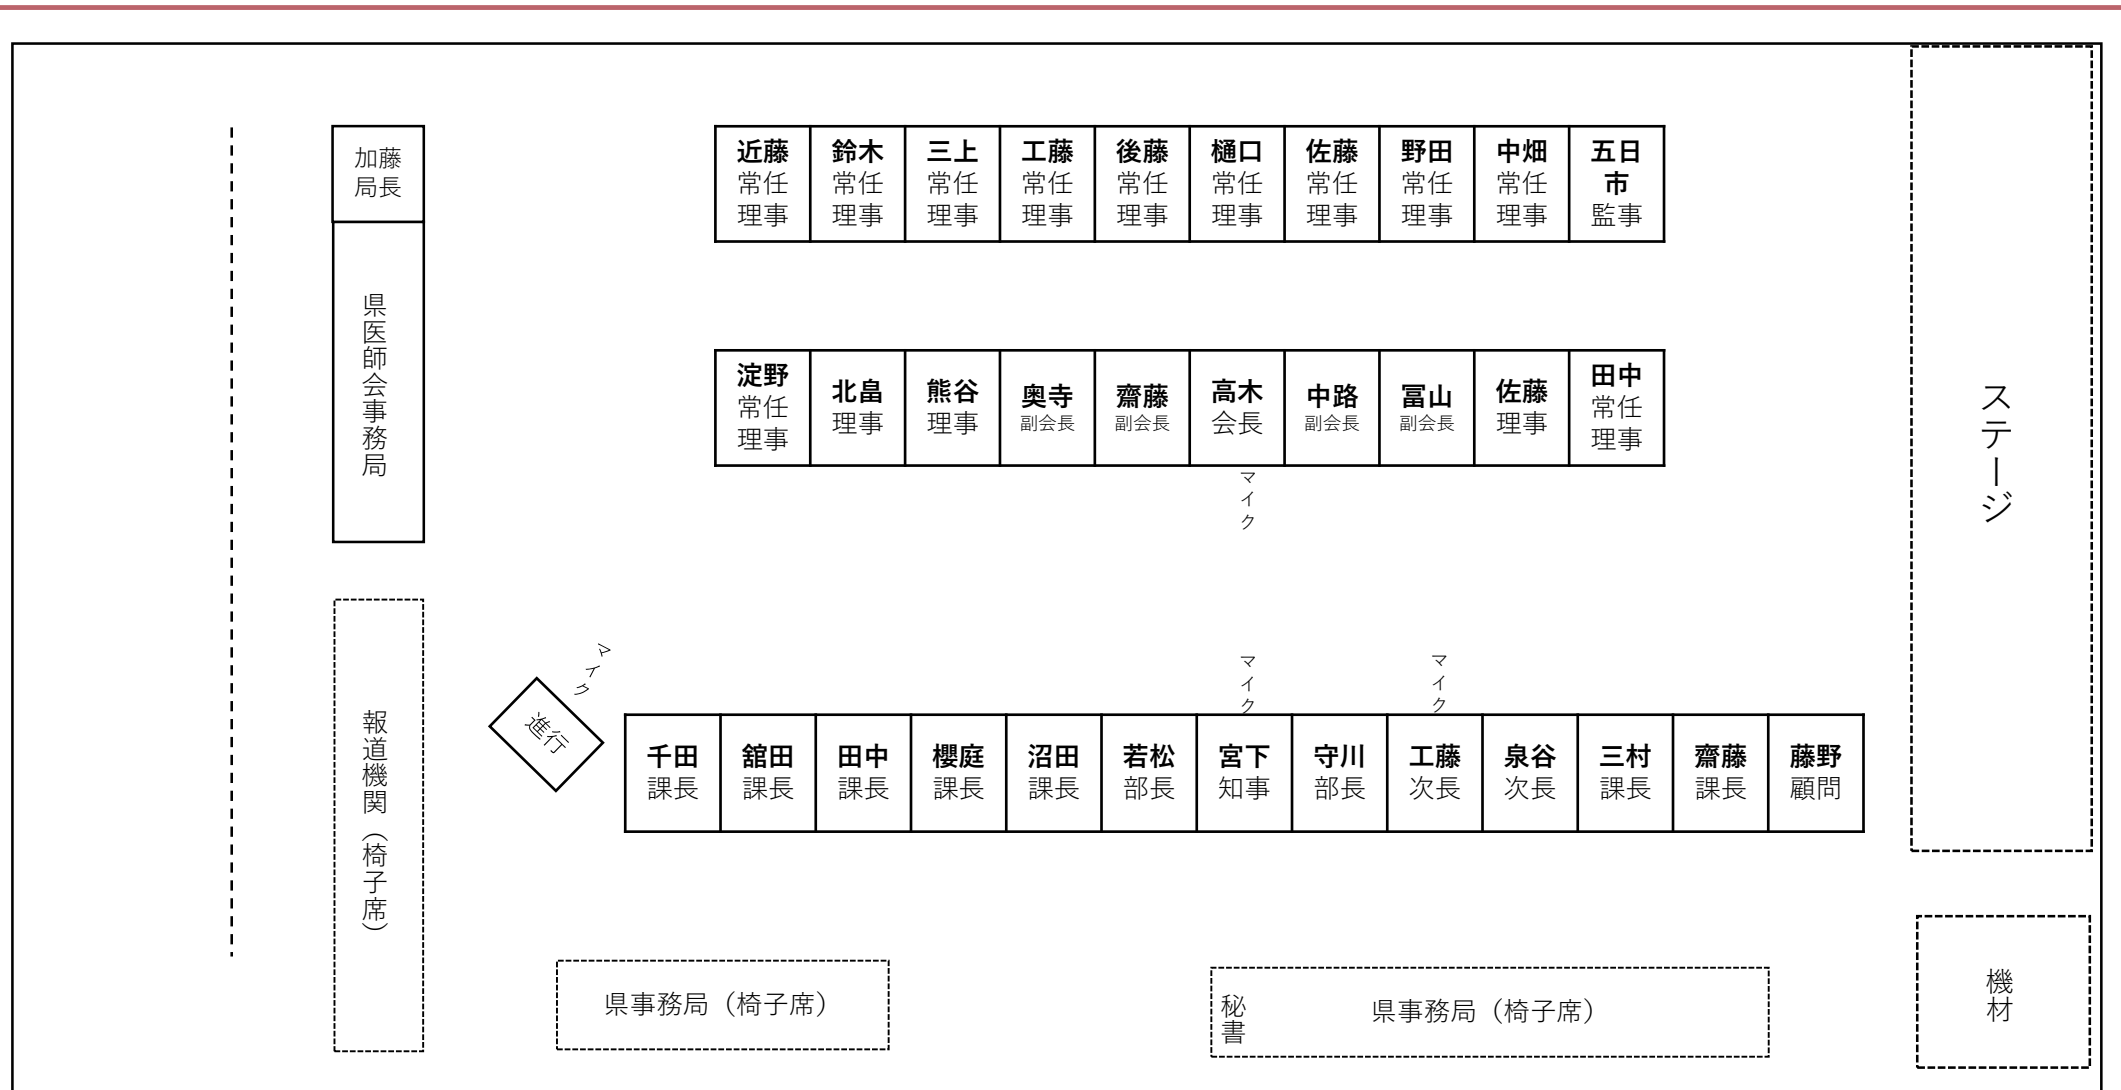 加藤
局長
県医師会事務局
近藤
常任
理事
鈴木
常任
理事
三上
常任
理事
工藤
常任
理事
後藤
常任
理事
樋口
常任
理事
佐藤
常任
理事
野田
常任
理事
中畑
常任
理事
五日
市
監事
ステージ
淀野
常任
理事
北畠
理事
熊谷
理事
奥寺
副会長
齋藤
副会長
高木
会長
中路
副会長
冨山
副会長
佐藤
理事
田中
常任
理事
マイク
報道機関（椅子席）
マイク
進行
マイク
マイク
千田
課長
舘田
課長
田中
課長
櫻庭
課長
沼田
課長
若松
部長
宮下
知事
守川
部長
工藤
次長
泉谷
次長
三村
課長
齋藤
課長
藤野
顧問
県事務局（椅子席）
秘書
県事務局（椅子席）
機材